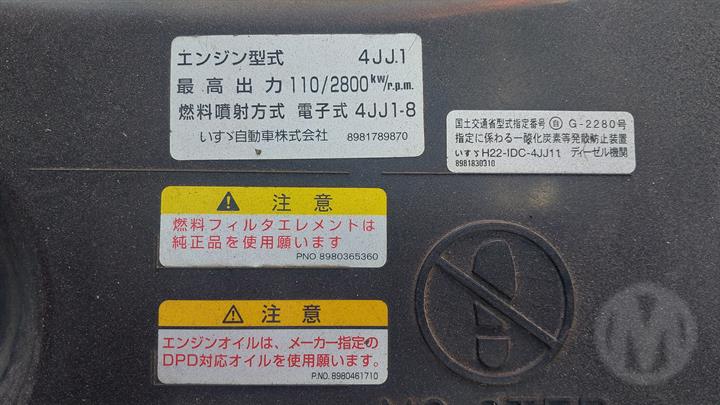 エンジン型式 4JJ1
最高出力 110/2800kW/r.p.m.
燃料噴射方式 電子式 4JJ1-8
いすゞ自動車株式会社 8981789870
国土交通省型式指定番号 自 G-2280号
指定に係わる一酸化炭素等発散防止装置
いすゞH22-IDC-4JJ11 ディーゼル機関
8981830310
注意
燃料フィルタエレメントは
純正品を使用願います
PNO 8980365360
注意
エンジンオイルは、メーカー指定の
DPD対応オイルを使用願います。
P.NO. 8980461710
NO STEP
M